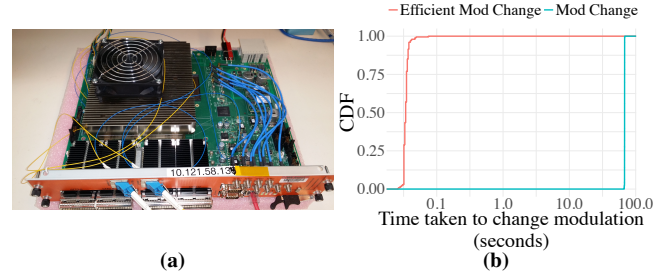 Efficient Mod Change Mod Change
1.00
0.75
0.50
0.25
0.00
CDF
0.1 1.0 10.0 100.0
Time taken to change modulation
(seconds)
10.121.58.13
(a) (b)